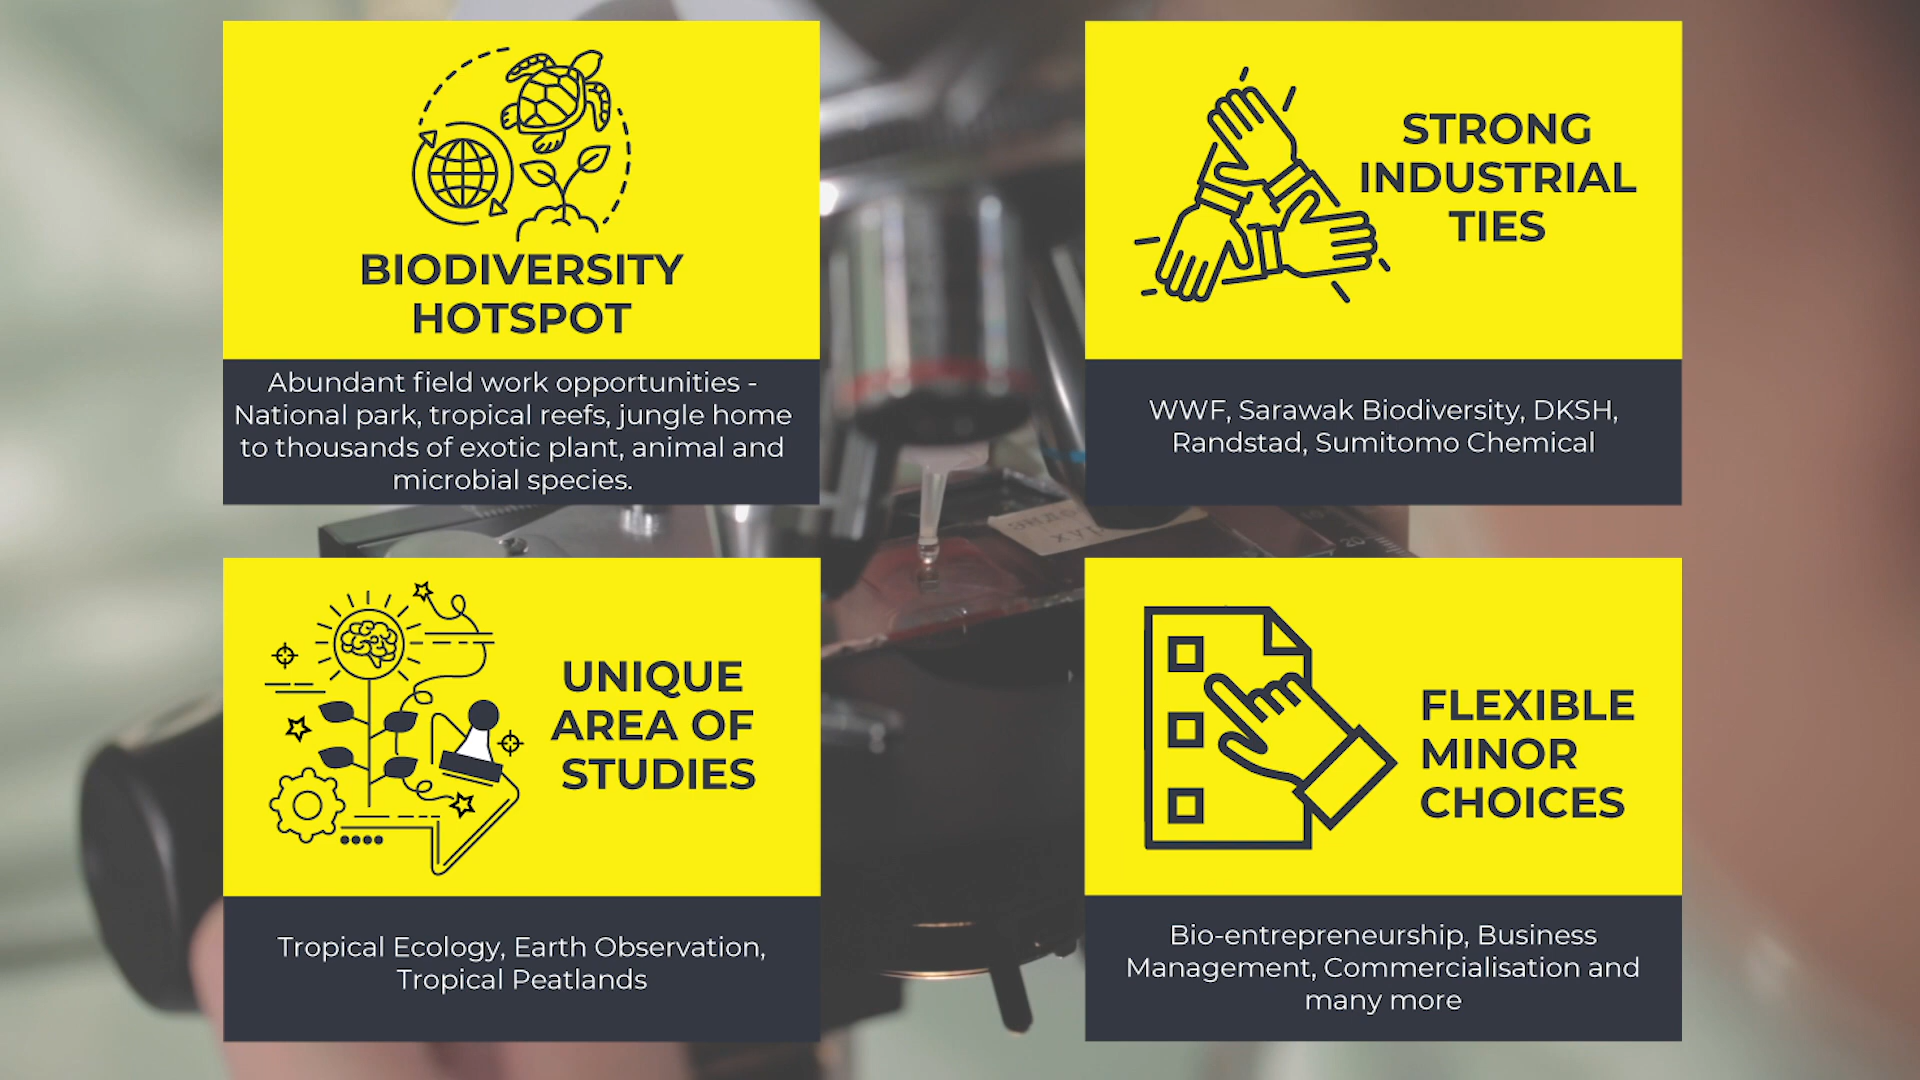 BIODIVERSITY
HOTSPOT
Abundant field work opportunities -
National park, tropical reefs, jungle home
to thousands of exotic plant, animal and
microbial species.
STRONG
INDUSTRIAL
TIES
WWF, Sarawak Biodiversity, DKSH,
Randstad, Sumitomo Chemical
UNIQUE
AREA OF
STUDIES
Tropical Ecology, Earth Observation,
Tropical Peatlands
FLEXIBLE
MINOR
CHOICES
Bio-entrepreneurship, Business
Management, Commercialisation and
many more